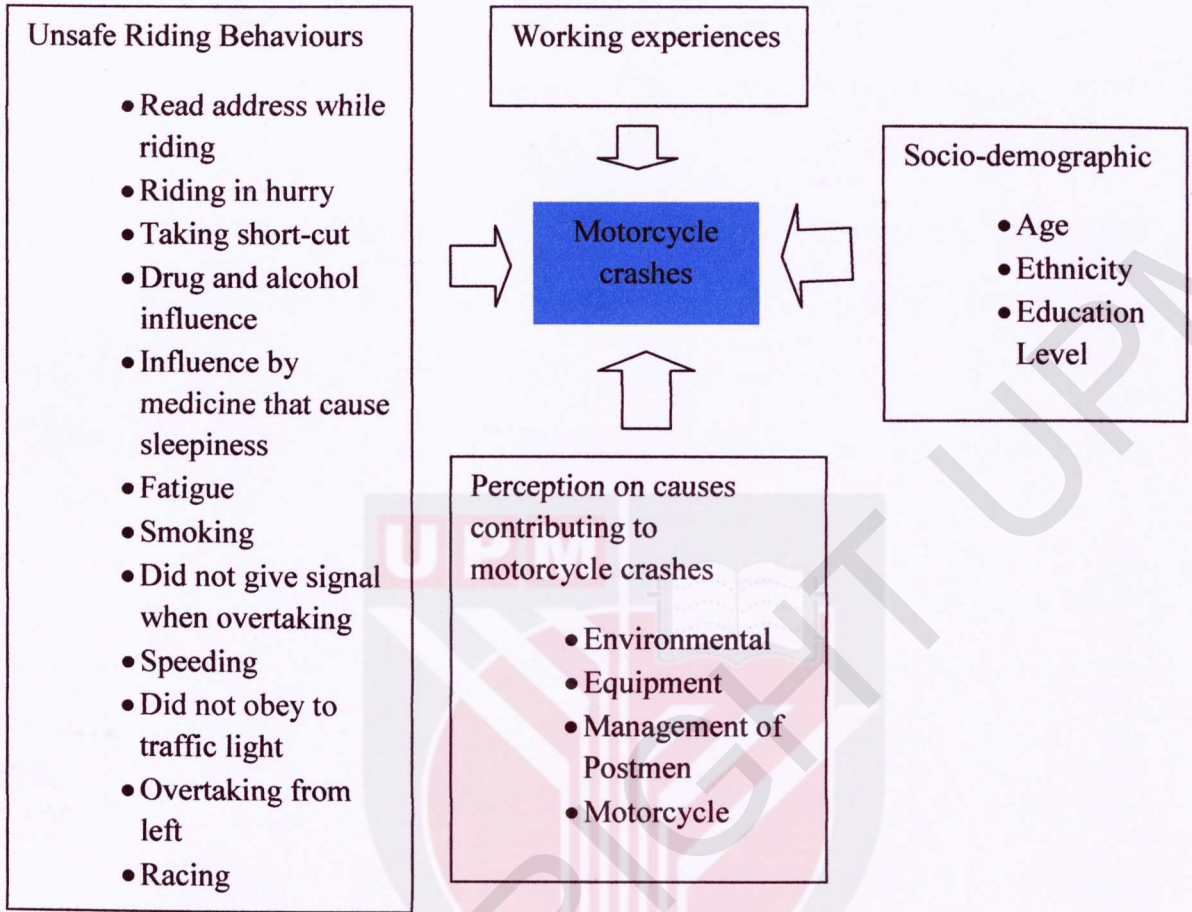 Unsafe Riding Behaviours
• Read address while
riding
• Riding in hurry
• Taking short-cut
• Drug and alcohol
influence
• Influence by
medicine that cause
sleepiness
• Fatigue
• Smoking
• Did not give signal
when overtaking
• Speeding
• Did not obey to
traffic light
• Overtaking from
left
• Racing
Working experiences
Motorcycle
crashes
Socio-demographic
• Age
• Ethnicity
• Education
Level
Perception on causes
contributing to
motorcycle crashes
• Environmental
• Equipment
• Management of
Postmen
• Motorcycle
UPM
PIGHT UPM